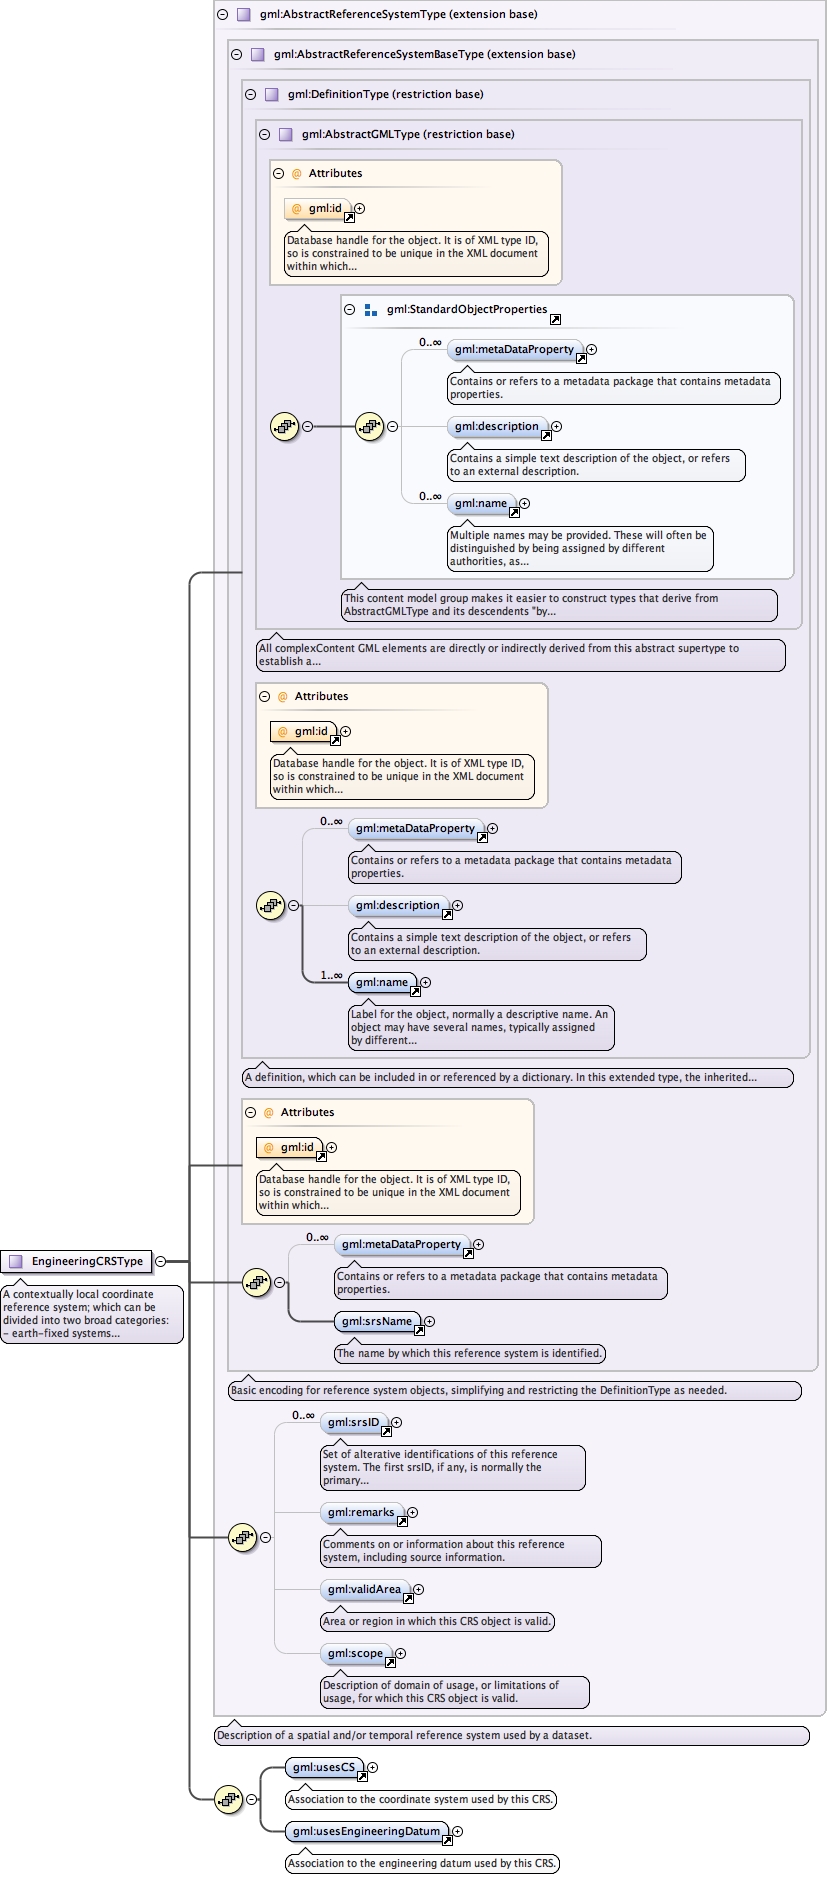 gml:AbstractReferenceSystemType (extension base)
gml:AbstractReferenceSystemBaseType (extension base)
gml:DefinitionType (restriction base)
gml:AbstractGMLType (restriction base)
@ Attributes
@ gml:id
Database handle for the object. It is of XML type ID,
so is constrained to be unique in the XML document
within which...
gml:StandardObjectProperties
0..∞
gml:metaDataProperty
Contains or refers to a metadata package that contains metadata
properties.
gml:description
Contains a simple text description of the object, or refers
to an external description.
0..∞
gml:name
Multiple names may be provided. These will often be
distinguished by being assigned by different
authorities, as...
This content model group makes it easier to construct types that derive from
AbstractGMLType and its descendents "by...
All complexContent GML elements are directly or indirectly derived from this abstract supertype to
establish a...
@ Attributes
@ gml:id
Database handle for the object. It is of XML type ID,
so is constrained to be unique in the XML document
within which...
0..∞
gml:metaDataProperty
Contains or refers to a metadata package that contains metadata
properties.
gml:description
Contains a simple text description of the object, or refers
to an external description.
1..∞
gml:name
Label for the object, normally a descriptive name. An
object may have several names, typically assigned
by different...
A definition, which can be included in or referenced by a dictionary. In this extended type, the inherited...
@ Attributes
@ gml:id
Database handle for the object. It is of XML type ID,
so is constrained to be unique in the XML document
within which...
0..∞
gml:metaDataProperty
Contains or refers to a metadata package that contains metadata
properties.
gml:srsName
The name by which this reference system is identified.
EngineeringCRSType
A contextually local coordinate
reference system; which can be
divided into two broad categories:
- earth-fixed systems...
Basic encoding for reference system objects, simplifying and restricting the DefinitionType as needed.
0..∞
gml:srsID
Set of alterative identifications of this reference
system. The first srsID, if any, is normally the
primary...
gml:remarks
Comments on or information about this reference
system, including source information.
gml:validArea
Area or region in which this CRS object is valid.
gml:scope
Description of domain of usage, or limitations of
usage, for which this CRS object is valid.
Description of a spatial and/or temporal reference system used by a dataset.
gml:usesCS
Association to the coordinate system used by this CRS.
gml:usesEngineeringDatum
Association to the engineering datum used by this CRS.